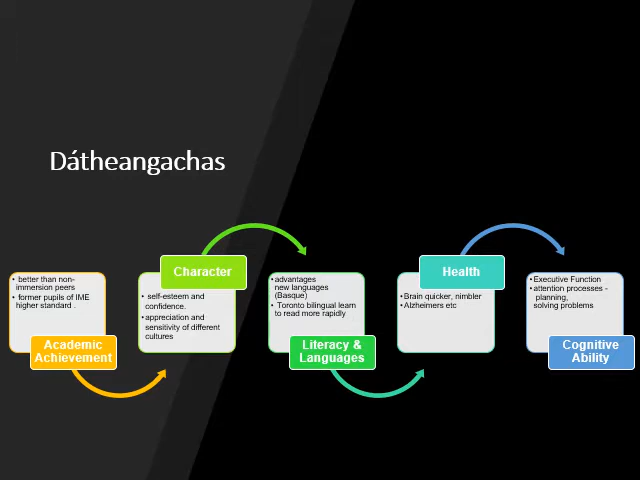 Dátheangachas
• better than non-
immersion peers
• former pupils of IME
higher standard .
Academic
Achievement
Character
• self-esteem and
confidence.
• appreciation and
sensitivity of different
cultures
• advantages
new languages
(Basque)
• Toronto bilingual learn
to read more rapidly
Literacy &
Languages
Health
• Brain quicker, nimbler
• Alzheimers etc
• Executive Function
• attention processes -
planning,
solving problems
Cognitive
Ability